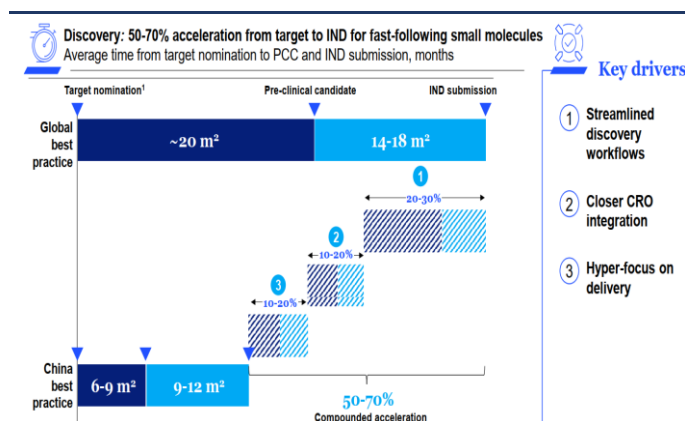 Discovery: 50-70% acceleration from target to IND for fast-following small molecules
Average time from target nomination to PCC and IND submission, months
Target nomination¹
Pre-clinical candidate
IND submission
Global
best
practice
~20 m²
14-18 m²
1
20-30%
2
10-20%
3
10-20%
China
best
practice
6-9 m²
9-12 m²
50-70%
Compounded acceleration
Key drivers
1
Streamlined
discovery
workflows
2
Closer CRO
integration
3
Hyper-focus on
delivery